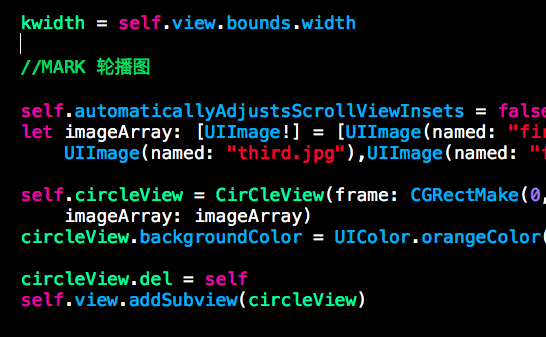 kwidth = self.view.bounds.width
//MARK 轮播图
self.automaticallyAdjustsScrollViewInsets = false
let imageArray: [UIImage!] = [UIImage(named: "fi
UIImage(named: "third.jpg"),UIImage(named: "f
self.circleView = CirCleView(frame: CGRectMake(0,
imageArray: imageArray)
circleView.backgroundColor = UIColor.orangeColor(
circleView.del = self
self.view.addSubview(circleView)